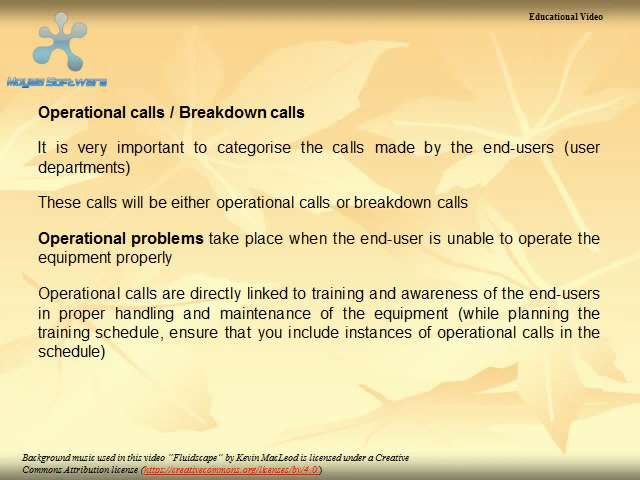 Educational Video
Moyea Software
Operational calls / Breakdown calls
It is very important to categorise the calls made by the end-users (user
departments)
These calls will be either operational calls or breakdown calls
Operational problems take place when the end-user is unable to operate the
equipment properly
Operational calls are directly linked to training and awareness of the end-users
in proper handling and maintenance of the equipment (while planning the
training schedule, ensure that you include instances of operational calls in the
schedule)
Background music used in this video "Fluidscape" by Kevin MacLeod is licensed under a Creative
Commons Attribution license (https://creativecommons.org/licenses/by/4.0/)